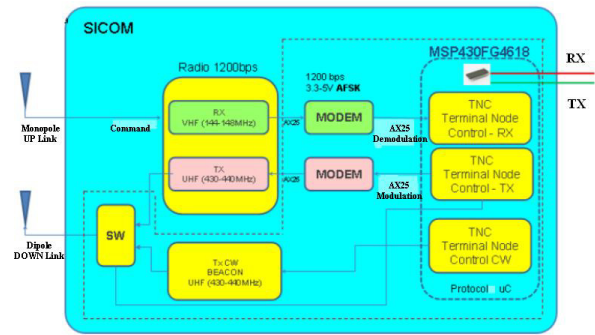 SICOM
MSP430FG4618
Radio 1200bps
1200 bps
3.3-5V AFSK
RX
TX
RX
VHF (144-148MHz)
MODEM
TNC
Terminal Node
Control - RX
Monopole
UP Link
Command
AX25
AX25
Demodulation
TX
UHF (430-440MHz)
MODEM
TNC
Terminal Node
Control - TX
AX25
AX25
Modulation
Dipole
DOWN Link
SW
Tx CW
BEACON
UHF (430-440MHz)
TNC
Terminal Node
Control CW
Protocol uC